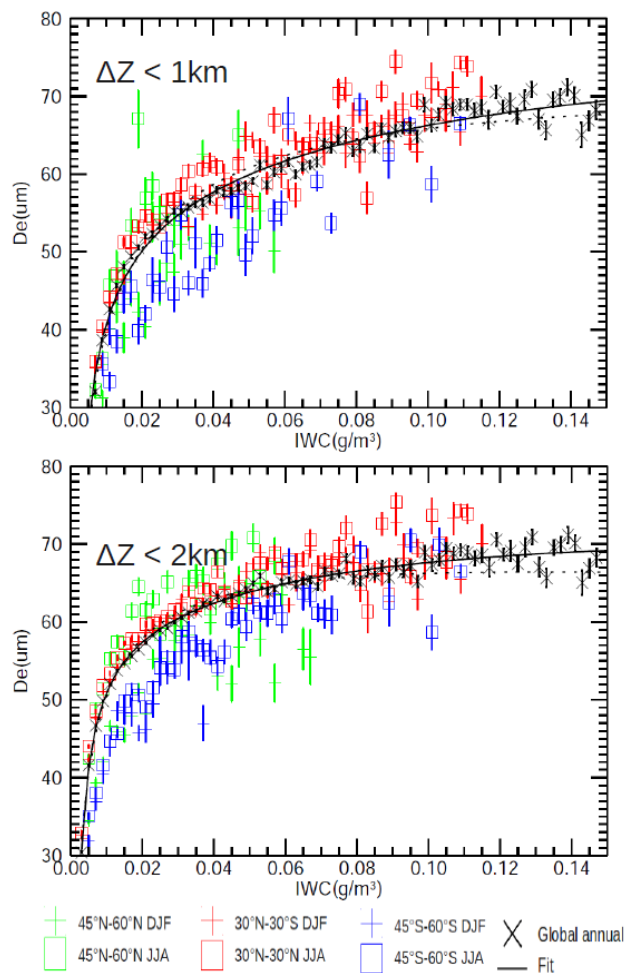 80
ΔZ < 1km
70
60
De(um)
50
40
30
0.00 0.02 0.04 0.06 0.08 0.10 0.12 0.14
IWC(g/m³)
80
ΔZ < 2km
70
60
De(um)
50
40
30
0.00 0.02 0.04 0.06 0.08 0.10 0.12 0.14
IWC(g/m³)
45°N-60°N DJF 30°N-30°S DJF 45°S-60°S DJF Global annual
45°N-60°N JJA 30°N-30°N JJA 45°S-60°S JJA Fit